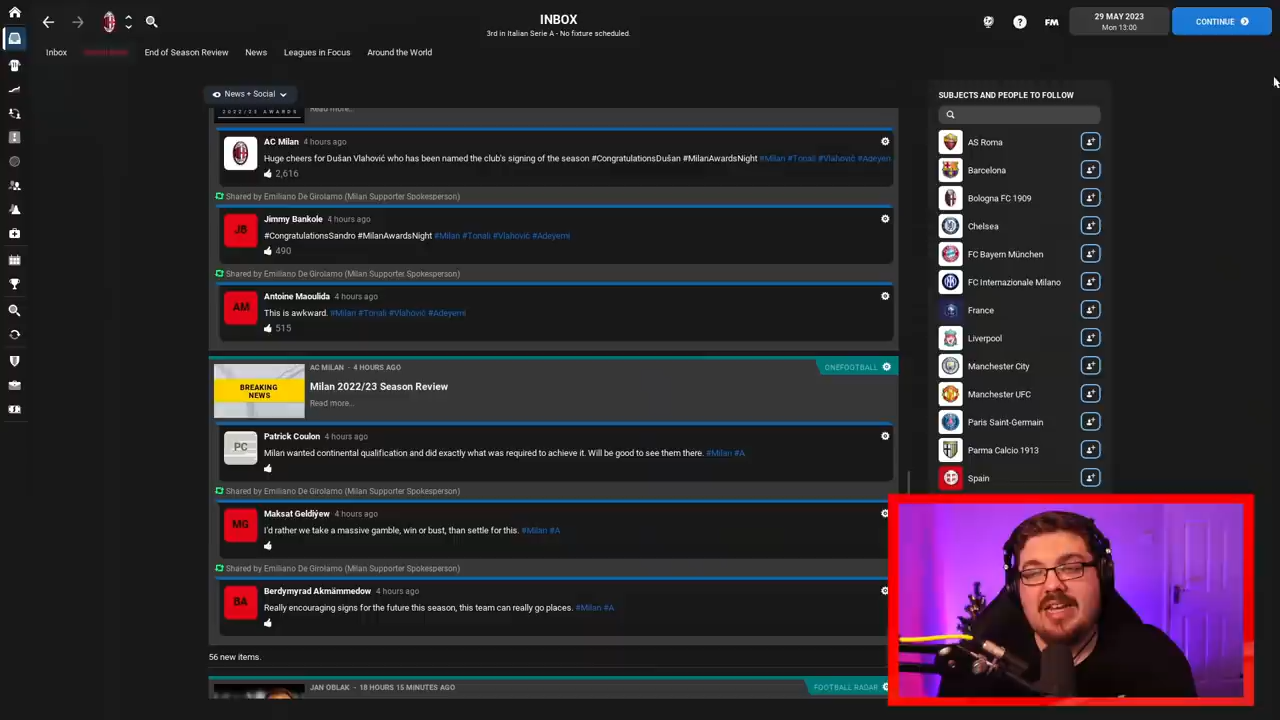 INBOX
3rd in Italian Serie A - No fixture scheduled.
FM
29 MAY 2023
Mon 13:00
CONTINUE
Inbox
End of Season Review
News
Leagues in Focus
Around the World
News + Social
2022/23 AWARDS
Read more...
AC Milan 4 hours ago
Huge cheers for Dušan Vlahović who has been named the club's signing of the season #CongratulationsDušan #MilanAwardsNight #Milan #Tonali #Vlahović #Adeyen
2,616
Shared by Emiliano De Girolamo (Milan Supporter Spokesperson)
JB
Jimmy Bankole 4 hours ago
#CongratulationsSandro #MilanAwardsNight #Milan #Tonali #Vlahović #Adeyemi
490
Shared by Emiliano De Girolamo (Milan Supporter Spokesperson)
AM
Antoine Maoulida 4 hours ago
This is awkward. #Milan #Tonali #Vlahović #Adeyemi
515
AC MILAN - 4 HOURS AGO
ONEFOOTBALL
BREAKING
NEWS
Milan 2022/23 Season Review
Read more...
PC
Patrick Coulon 4 hours ago
Milan wanted continental qualification and did exactly what was required to achieve it. Will be good to see them there. #Milan #A
Shared by Emiliano De Girolamo (Milan Supporter Spokesperson)
MG
Maksat Geldiýew 4 hours ago
I'd rather we take a massive gamble, win or bust, than settle for this. #Milan #A
Shared by Emiliano De Girolamo (Milan Supporter Spokesperson)
BA
Berdymyrad Akmämmedow 4 hours ago
Really encouraging signs for the future this season, this team can really go places. #Milan #A
56 new items.
JAN OBLAK - 18 HOURS 15 MINUTES AGO
FOOTBALL RADAR
SUBJECTS AND PEOPLE TO FOLLOW
AS Roma
Barcelona
Bologna FC 1909
Chelsea
FC Bayern München
FC Internazionale Milano
France
Liverpool
Manchester City
Manchester UFC
Paris Saint-Germain
Parma Calcio 1913
Spain